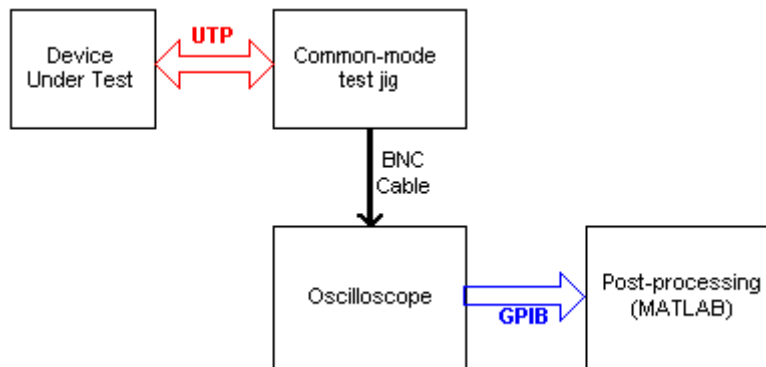 Device
Under Test
UTP
Common-mode
test jig
BNC
Cable
Oscilloscope
GPIB
Post-processing
(MATLAB)